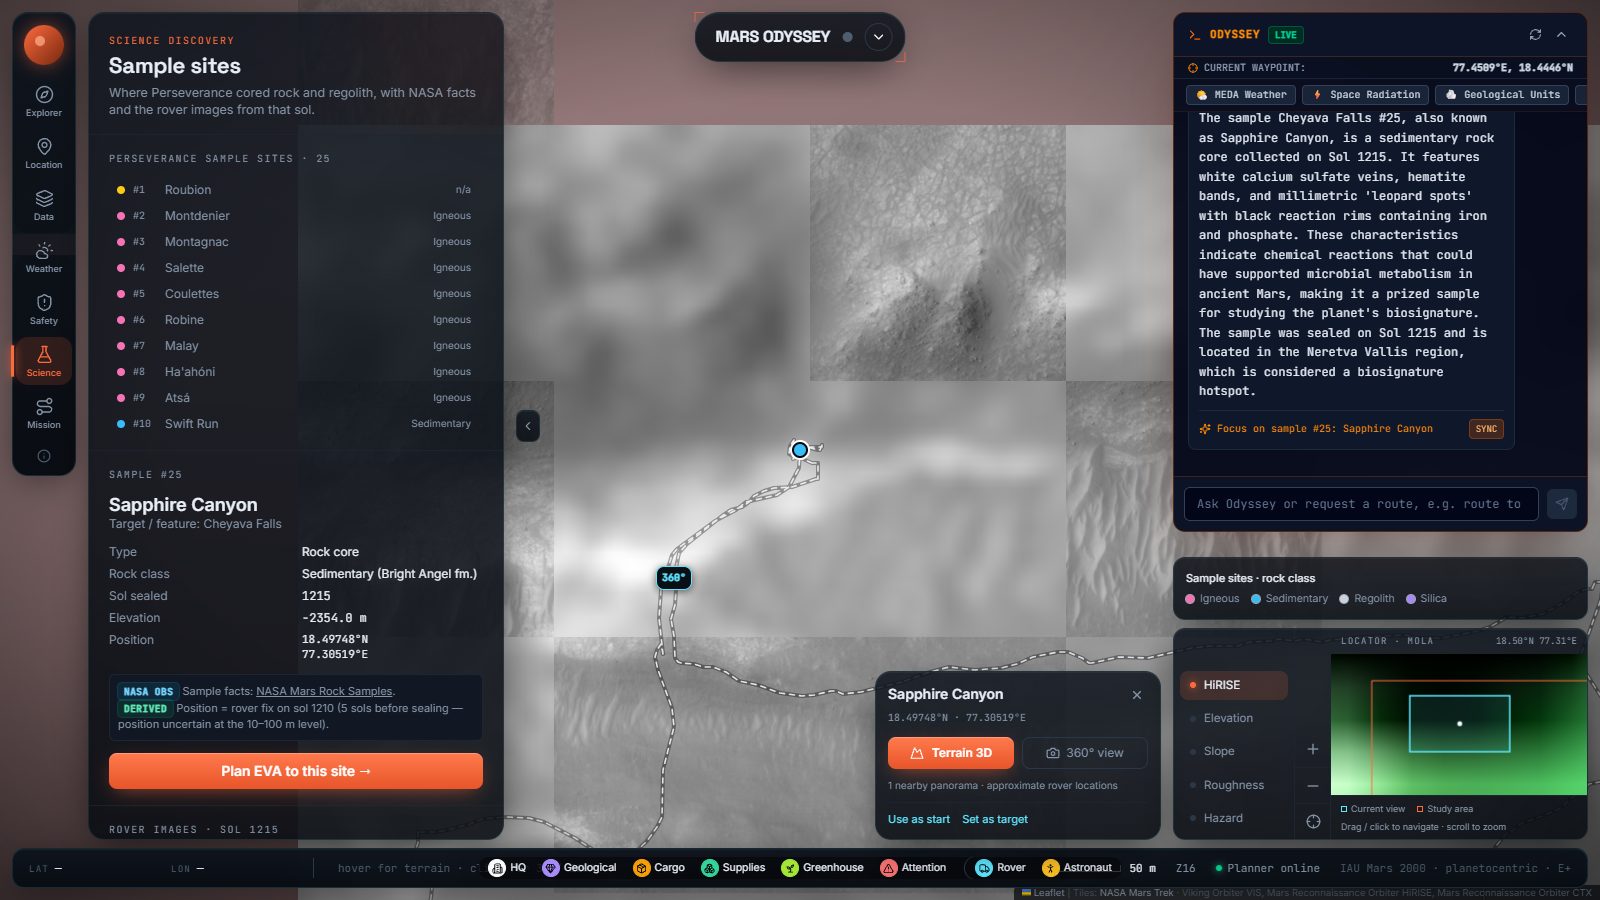 Explorer
Location
Data
Weather
Safety
Science
Mission
SCIENCE DISCOVERY
Sample sites
Where Perseverance cored rock and regolith, with NASA facts
and the rover images from that sol.
PERSEVERANCE SAMPLE SITES · 25
#1 Roubion n/a
#2 Montdenier Igneous
#3 Montagnac Igneous
#4 Salette Igneous
#5 Coulettes Igneous
#6 Robine Igneous
#7 Malay Igneous
#8 Ha'ahóni Igneous
#9 Atsá Igneous
#10 Swift Run Sedimentary
SAMPLE #25
Sapphire Canyon
Target / feature: Cheyava Falls
Type Rock core
Rock class Sedimentary (Bright Angel fm.)
Sol sealed 1215
Elevation -2354.0 m
Position 18.49748°N
77.30519°E
NASA OBS Sample facts: NASA Mars Rock Samples.
DERIVED Position = rover fix on sol 1210 (5 sols before sealing —
position uncertain at the 10–100 m level).
Plan EVA to this site →
ROVER IMAGES · SOL 1215
MARS ODYSSEY
360°
Sapphire Canyon
18.49748°N · 77.30519°E
Terrain 3D
360° view
1 nearby panorama · approximate rover locations
Use as start Set as target
ODYSSEY LIVE
CURRENT WAYPOINT: 77.4509°E, 18.4446°N
MEDA Weather
Space Radiation
Geological Units
The sample Cheyava Falls #25, also known
as Sapphire Canyon, is a sedimentary rock
core collected on Sol 1215. It features
white calcium sulfate veins, hematite
bands, and millimetric 'leopard spots'
with black reaction rims containing iron
and phosphate. These characteristics
indicate chemical reactions that could
have supported microbial metabolism in
ancient Mars, making it a prized sample
for studying the planet's biosignature.
The sample was sealed on Sol 1215 and is
located in the Neretva Vallis region,
which is considered a biosignature
hotspot.
Focus on sample #25: Sapphire Canyon SYNC
Ask Odyssey or request a route, e.g. route to
Sample sites · rock class
Igneous Sedimentary Regolith Silica
LOCATOR · MOLA 18.50°N 77.31°E
HiRISE
Elevation
Slope
Roughness
Hazard
Current view Study area
Drag / click to navigate · scroll to zoom
LAT — LON — hover for terrain · c
HQ Geological Cargo Supplies Greenhouse Attention Rover Astronaut
50 m Z16 Planner online IAU Mars 2000 · planetocentric · E+
Leaflet | Tiles: NASA Mars Trek · Viking Orbiter VIS, Mars Reconnaissance Orbiter HiRISE, Mars Reconnaissance Orbiter CTX